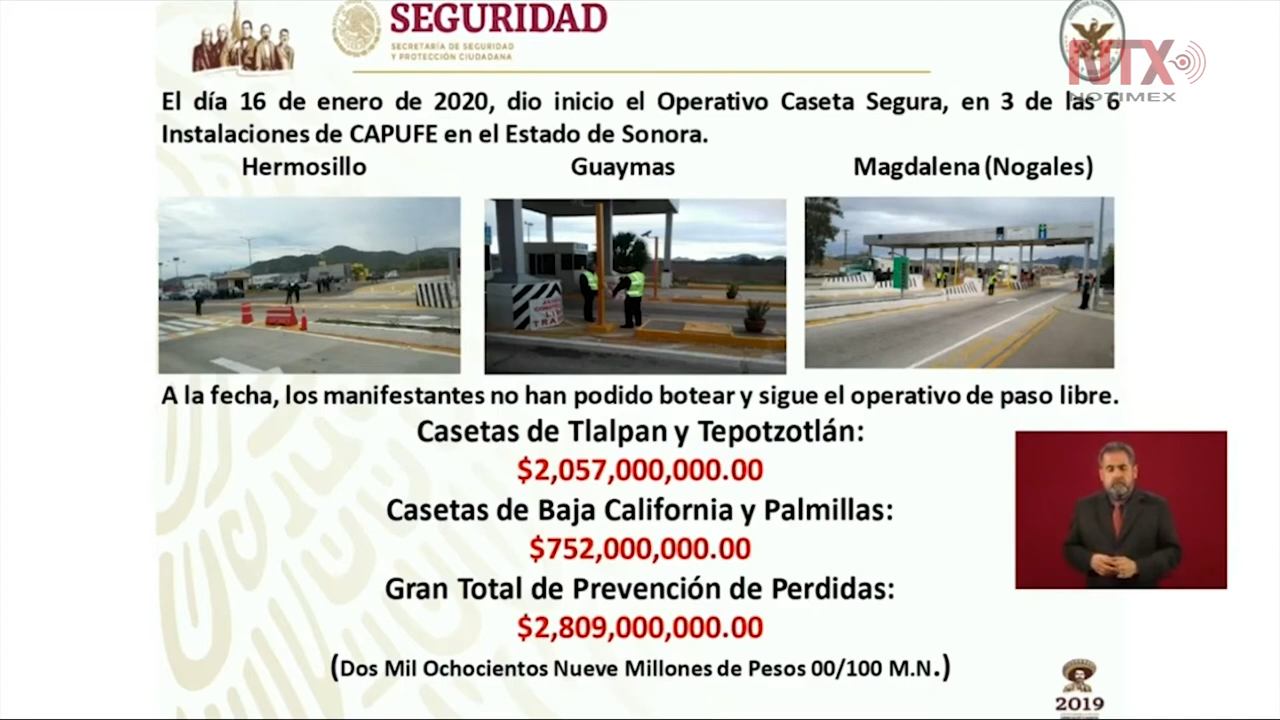 SEGURIDAD
SECRETARÍA DE SEGURIDAD
Y PROTECCIÓN CIUDADANA
NTX
NOTIMEX
El día 16 de enero de 2020, dio inicio el Operativo Caseta Segura, en 3 de las 6
Instalaciones de CAPUFE en el Estado de Sonora.
Hermosillo
Guaymas
Magdalena (Nogales)
A la fecha, los manifestantes no han podido botear y sigue el operativo de paso libre.
Casetas de Tlalpan y Tepotzotlán:
$2,057,000,000.00
Casetas de Baja California y Palmillas:
$752,000,000.00
Gran Total de Prevención de Perdidas:
$2,809,000,000.00
(Dos Mil Ochocientos Nueve Millones de Pesos 00/100 M.N.)
2019